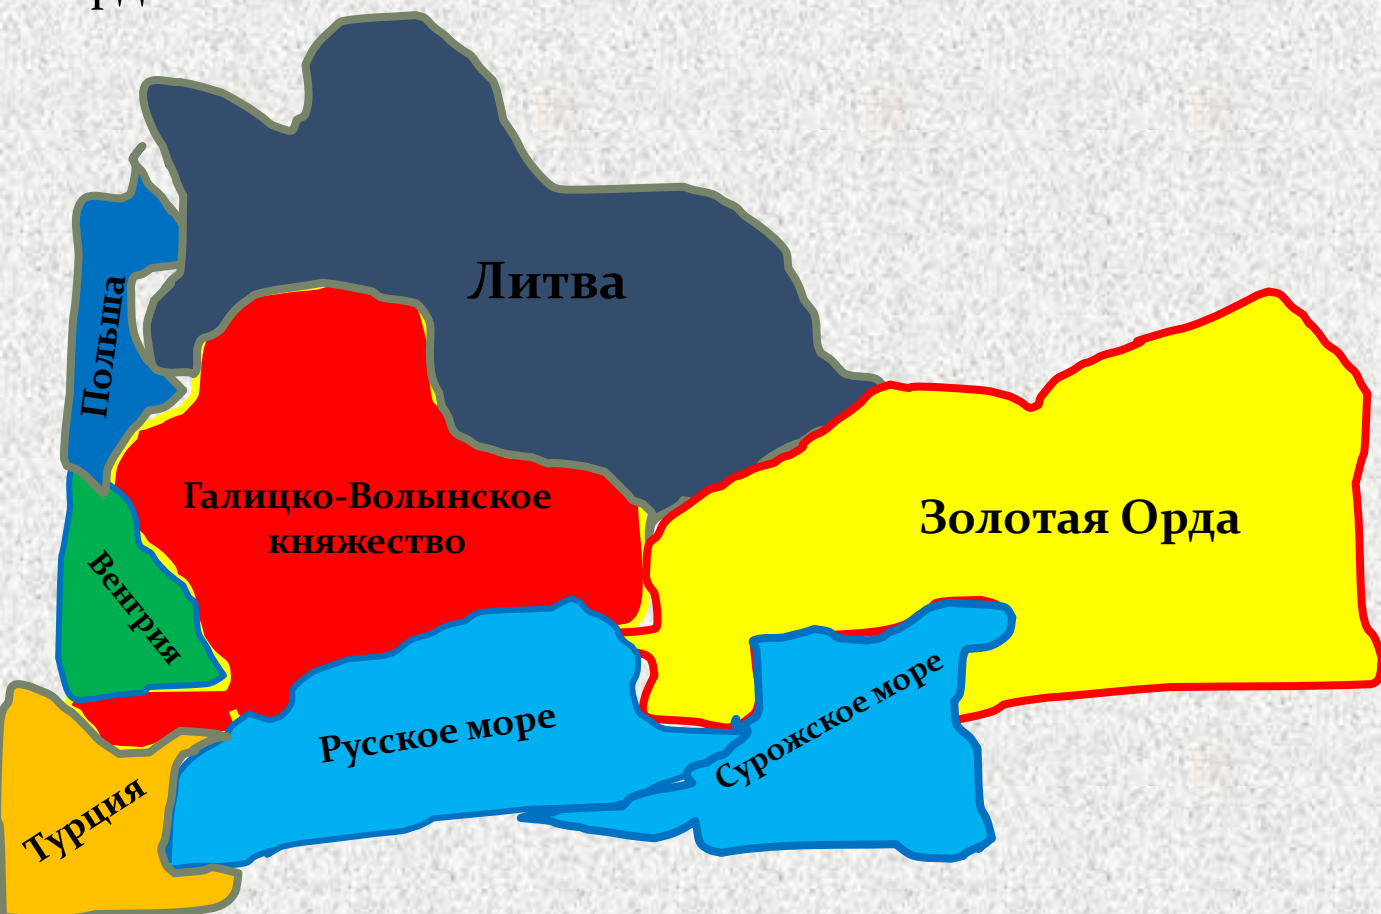 Литва
Польша
Галицко-Волынское
княжество
Золотая Орда
Венгрия
Русское море
Сурожское море
Турция